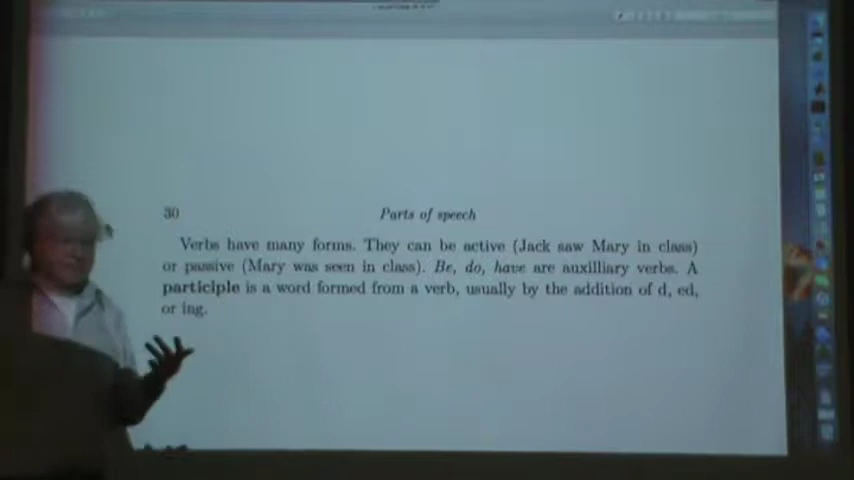 30 Parts of speech
Verbs have many forms. They can be active (Jack saw Mary in class)
or passive (Mary was seen in class). Be, do, have are auxilliary verbs. A
participle is a word formed from a verb, usually by the addition of d, ed,
or ing.